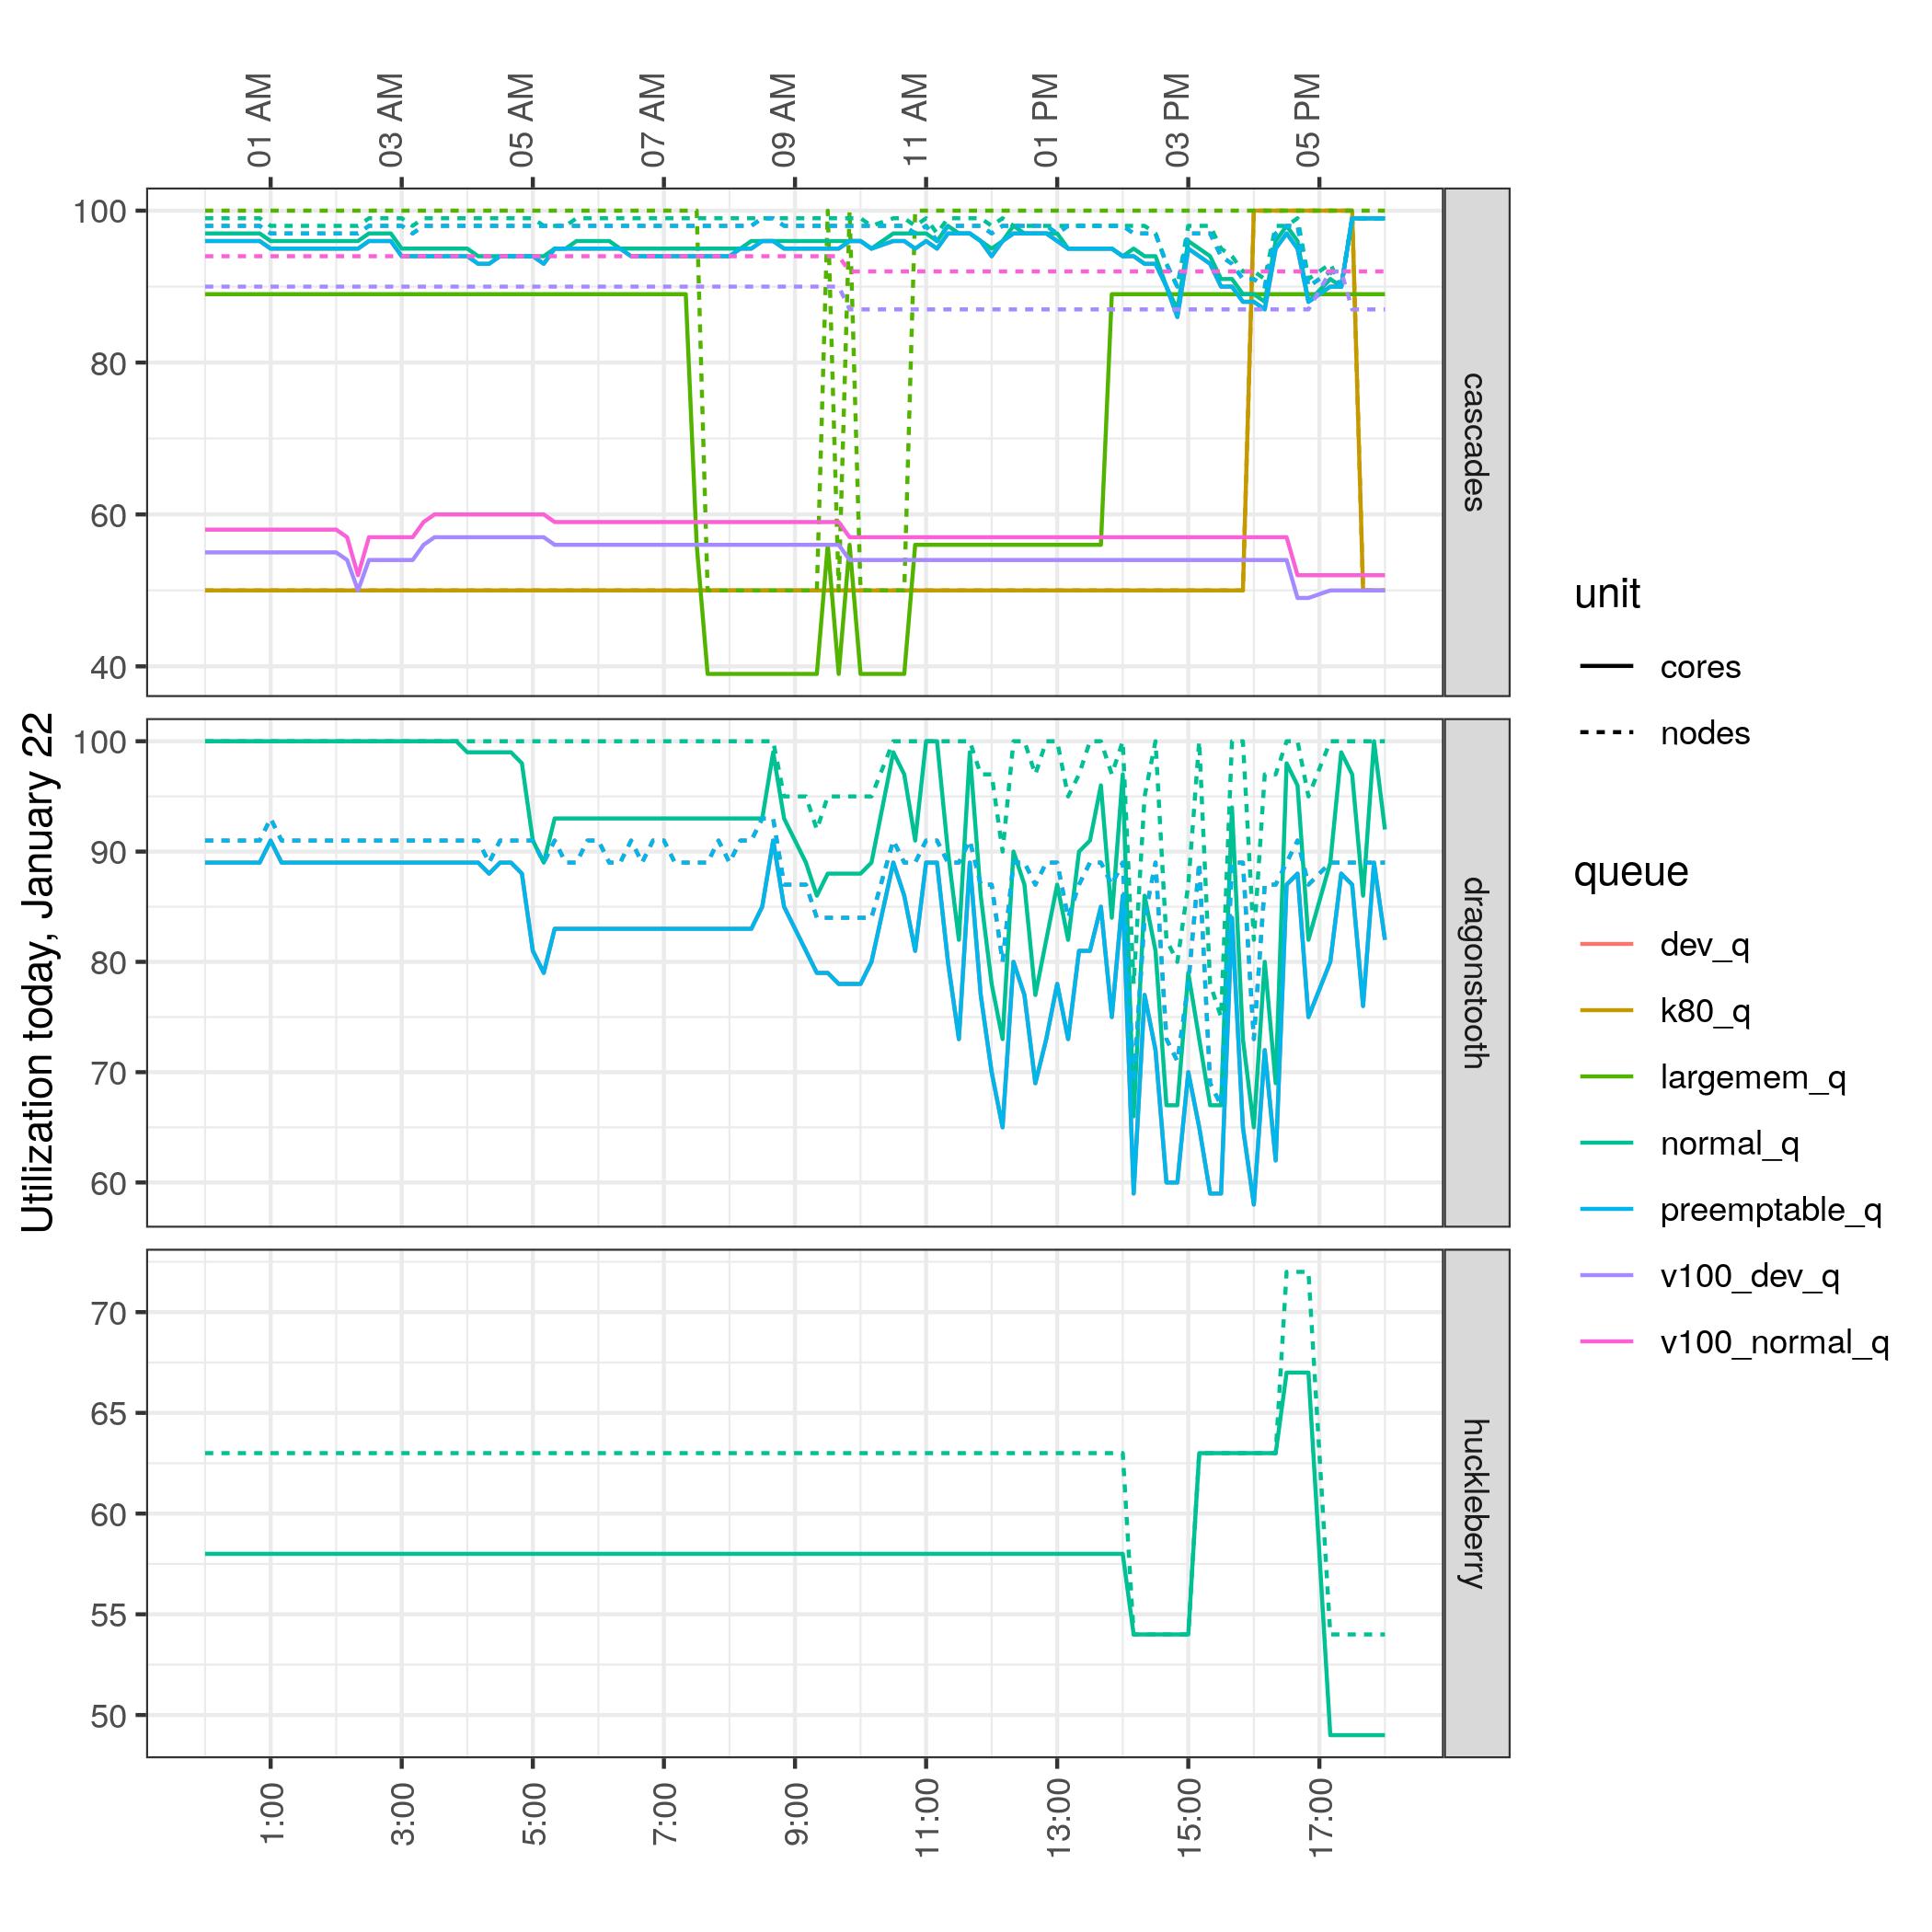 01 AM
03 AM
05 AM
07 AM
09 AM
11 AM
01 PM
03 PM
05 PM
Utilization today, January 22
100
80
60
40
cascades
100
90
80
70
60
dragonstooth
70
65
60
55
50
huckleberry
1:00
3:00
5:00
7:00
9:00
11:00
13:00
15:00
17:00
unit
cores
nodes
queue
dev_q
k80_q
largemem_q
normal_q
preemptable_q
v100_dev_q
v100_normal_q